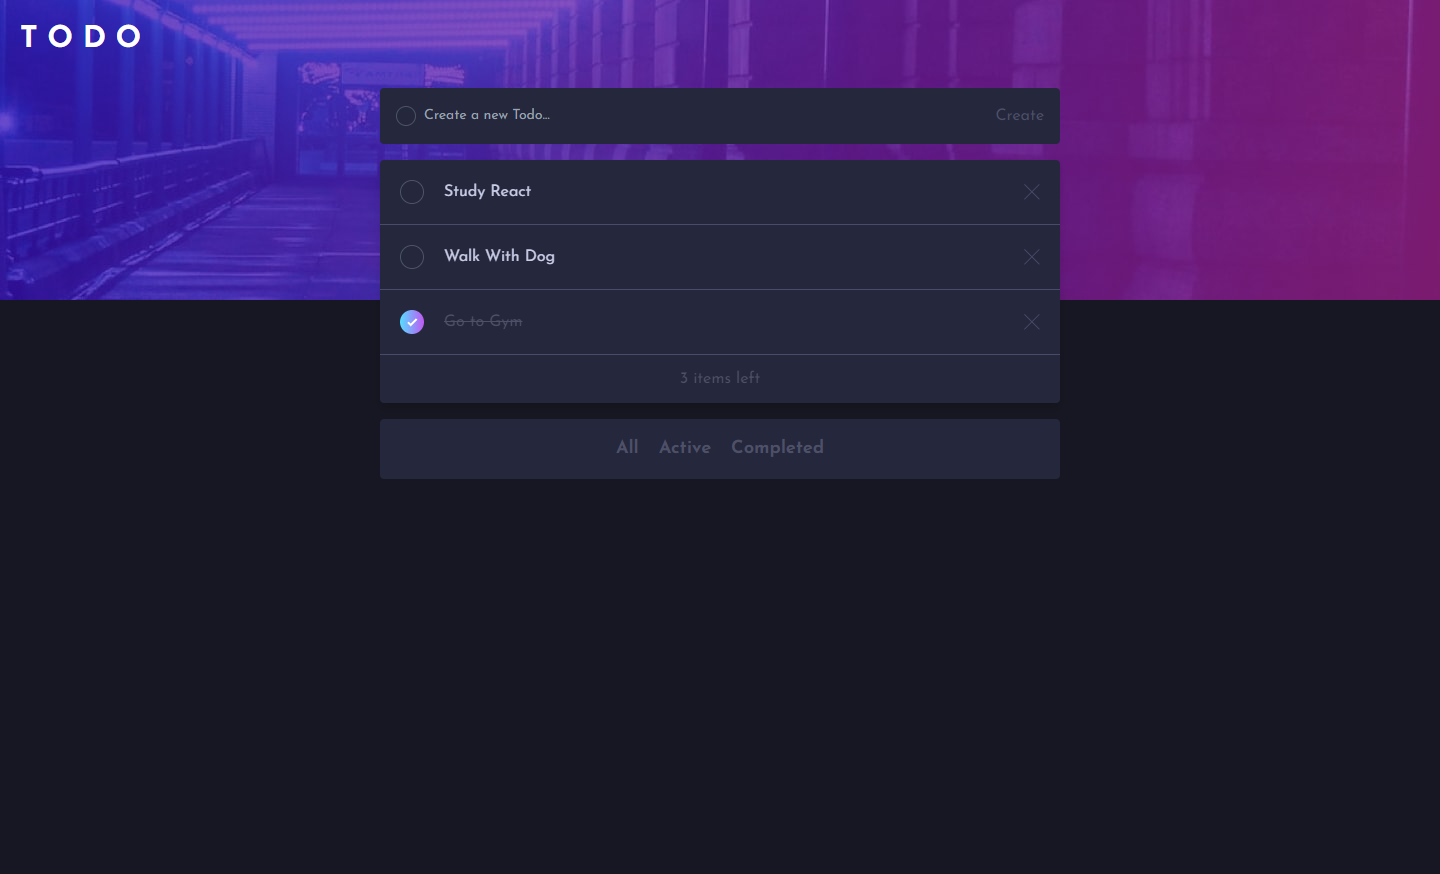 TODO
Create a new Todo...
Create
Study React
Walk With Dog
Go to Gym
3 items left
All Active Completed